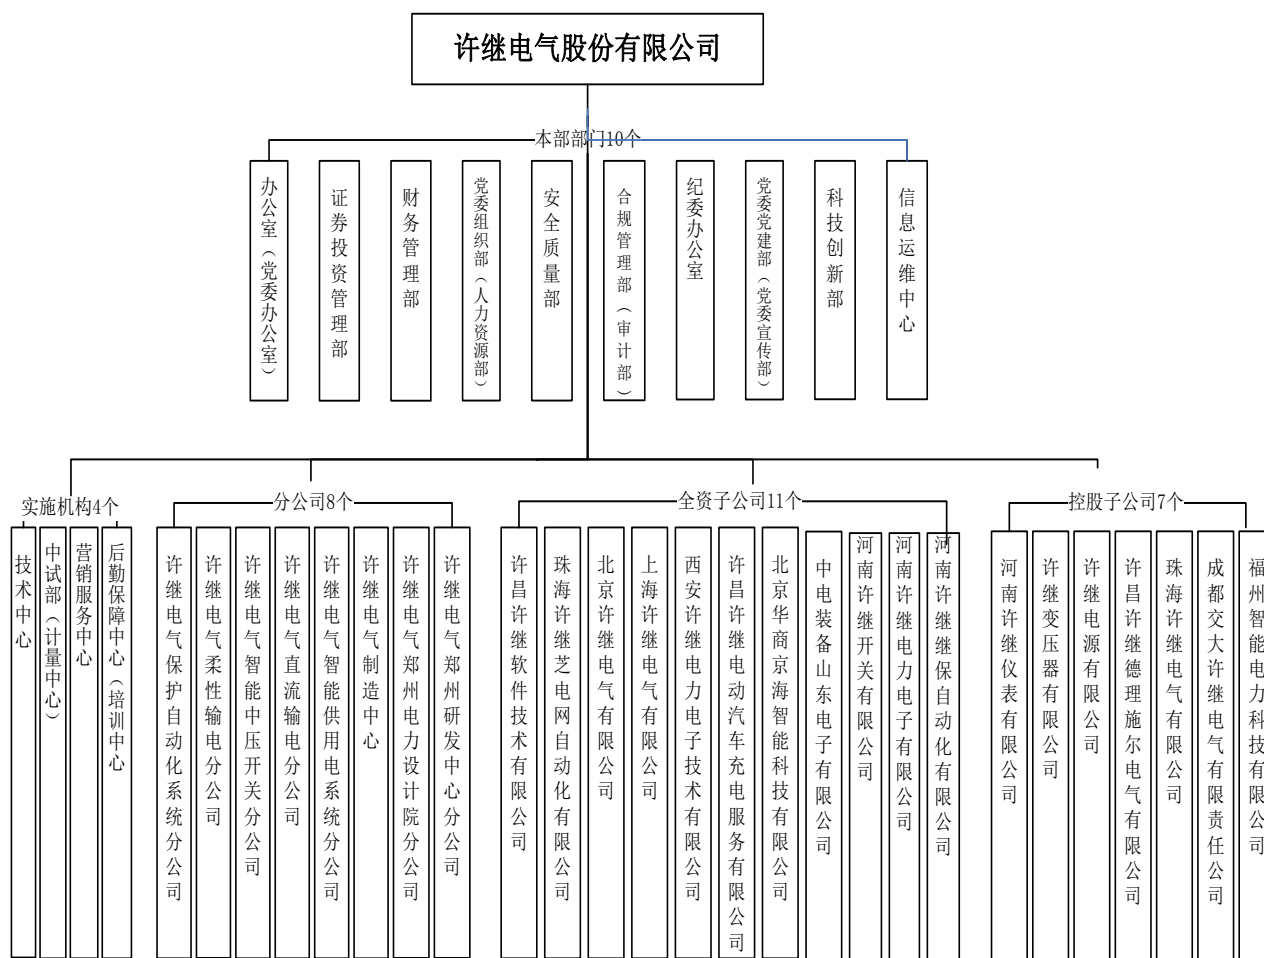 许继电气股份有限公司
本部部门10个
办公室（党委办公室）
证券投资管理部
财务管理部
党委组织部（人力资源部）
安全质量部
合规管理部（审计部）
纪委办公室
党委党建部（党委宣传部）
科技创新部
信息运维中心
实施机构4个
分公司8个
全资子公司11个
控股子公司7个
技术中心
中试部（计量中心）
营销服务中心
后勤保障中心（培训中心
许继电气保护自动化系统分公司
许继电气柔性输电分公司
许继电气智能中压开关分公司
许继电气直流输电分公司
许继电气智能供用电系统分公司
许继电气制造中心
许继电气郑州电力设计院分公司
许继电气郑州研发中心分公司
许昌许继软件技术有限公司
珠海许继芝电网自动化有限公司
北京许继电气有限公司
上海许继电气有限公司
西安许继电力电子技术有限公司
许昌许继电动汽车充电服务有限公司
北京华商京海智能科技有限公司
中电装备山东电子有限公司
河南许继开关有限公司
河南许继电力电子有限公司
河南许继继保自动化有限公司
河南许继仪表有限公司
许继变压器有限公司
许继电源有限公司
许昌许继德理施尔电气有限公司
珠海许继电气有限公司
成都交大许继电气有限责任公司
福州智能电力科技有限公司